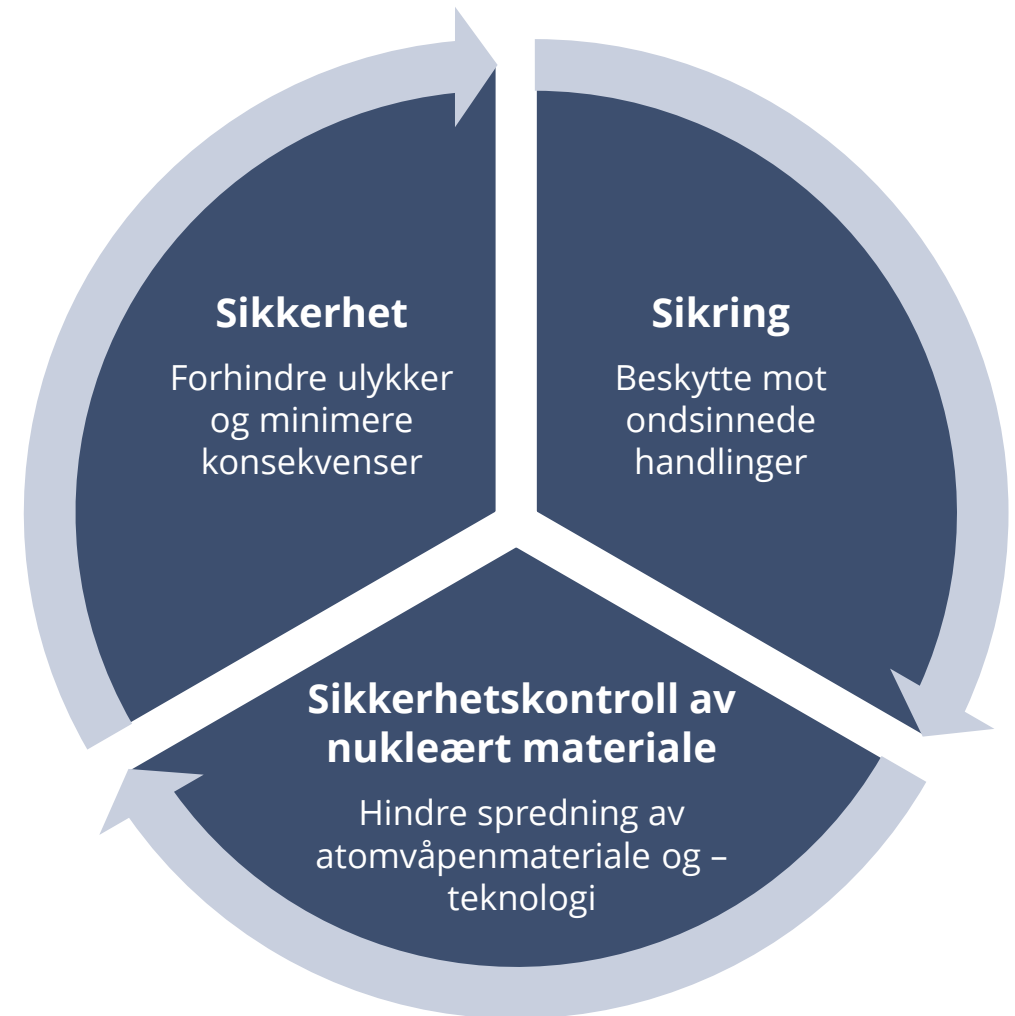 Sikkerhet
Forhindre ulykker
og minimere
konsekvenser
Sikring
Beskytte mot
ondsinnede
handlinger
Sikkerhetskontroll av
nukleært materiale
Hindre spredning av
atomvåpenmateriale og –
teknologi